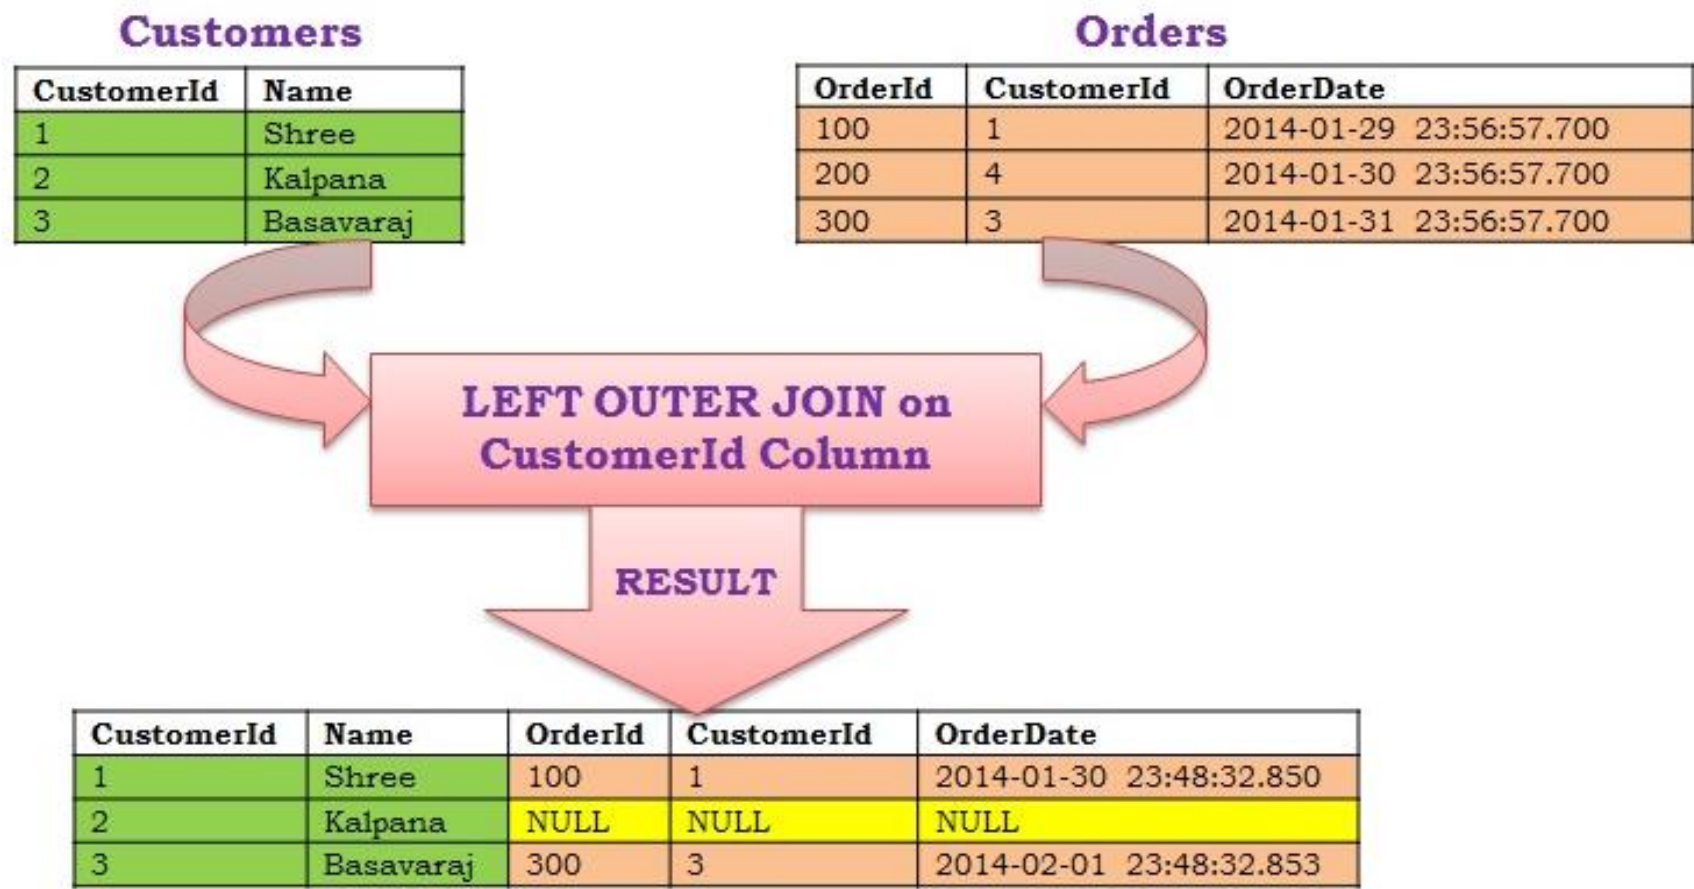 Customers
CustomerId Name
1 Shree
2 Kalpana
3 Basavaraj
Orders
OrderId CustomerId OrderDate
100 1 2014-01-29 23:56:57.700
200 4 2014-01-30 23:56:57.700
300 3 2014-01-31 23:56:57.700
LEFT OUTER JOIN on
CustomerId Column
RESULT
CustomerId Name OrderId CustomerId OrderDate
1 Shree 100 1 2014-01-30 23:48:32.850
2 Kalpana NULL NULL NULL
3 Basavaraj 300 3 2014-02-01 23:48:32.853